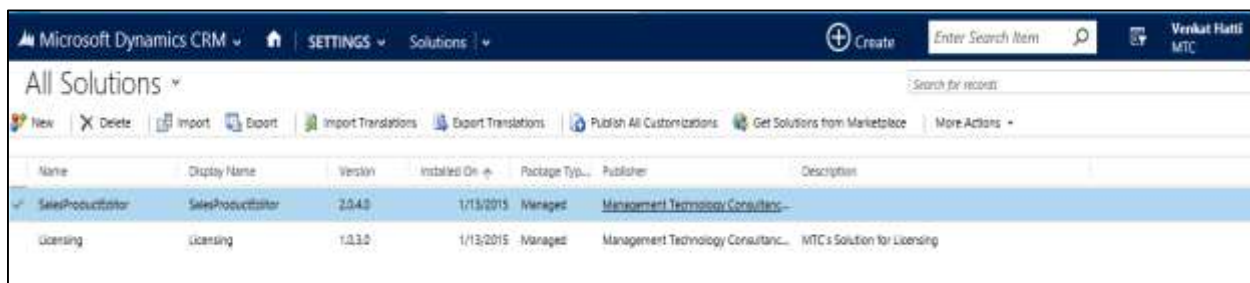 Microsoft Dynamics CRM SETTINGS Solutions Create Enter Search Item Venkat Hatti
MTC
All Solutions Search for records
New Delete Import Export Import Translations Export Translations Publish All Customizations Get Solutions from Marketplace More Actions
Name Display Name Version Installed On Package Typ... Publisher Description
SalesProductEditor SalesProductEditor 2.0.4.0 1/13/2015 Managed Management Technology Consultanc...
Licensing Licensing 1.0.3.0 1/13/2015 Managed Management Technology Consultanc... MTC's Solution for Licensing